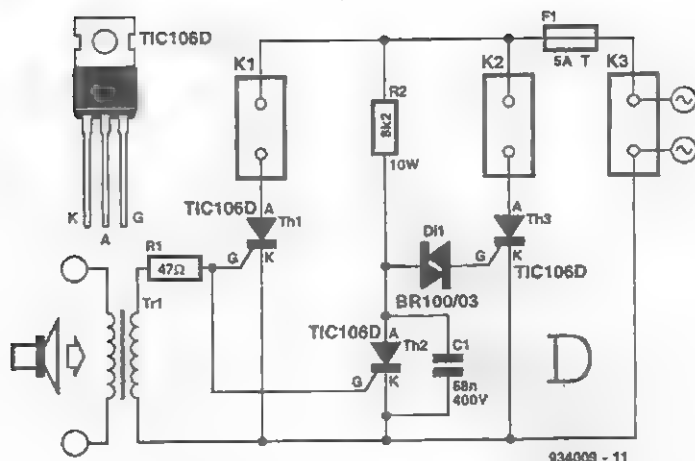 TIC106D
K A G
K1
R2
8k2
10W
F1
5A T
K2
K3
TIC106D
A
Th1
G
K
R1
47Ω
Tr1
Di1
BR100/03
A
Th3
G
K
TIC106D
TIC106D
A
Th2
G
K
C1
68n
400V
D
934009 - 11